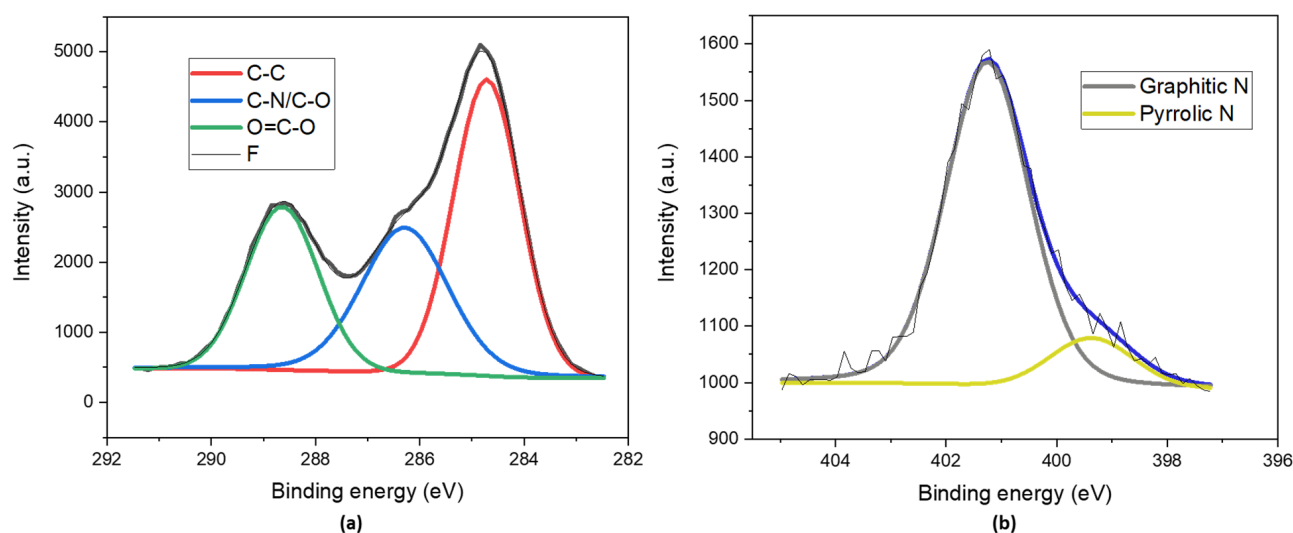 C-C
C-N/C-O
O=C-O
F
5000
4000
3000
2000
1000
0
292
290
288
286
284
282
Intensity (a.u.)
Binding energy (eV)
(a)
Graphitic N
Pyrrolic N
1600
1500
1400
1300
1200
1100
1000
900
404
402
400
398
396
Intensity (a.u.)
Binding energy (eV)
(b)